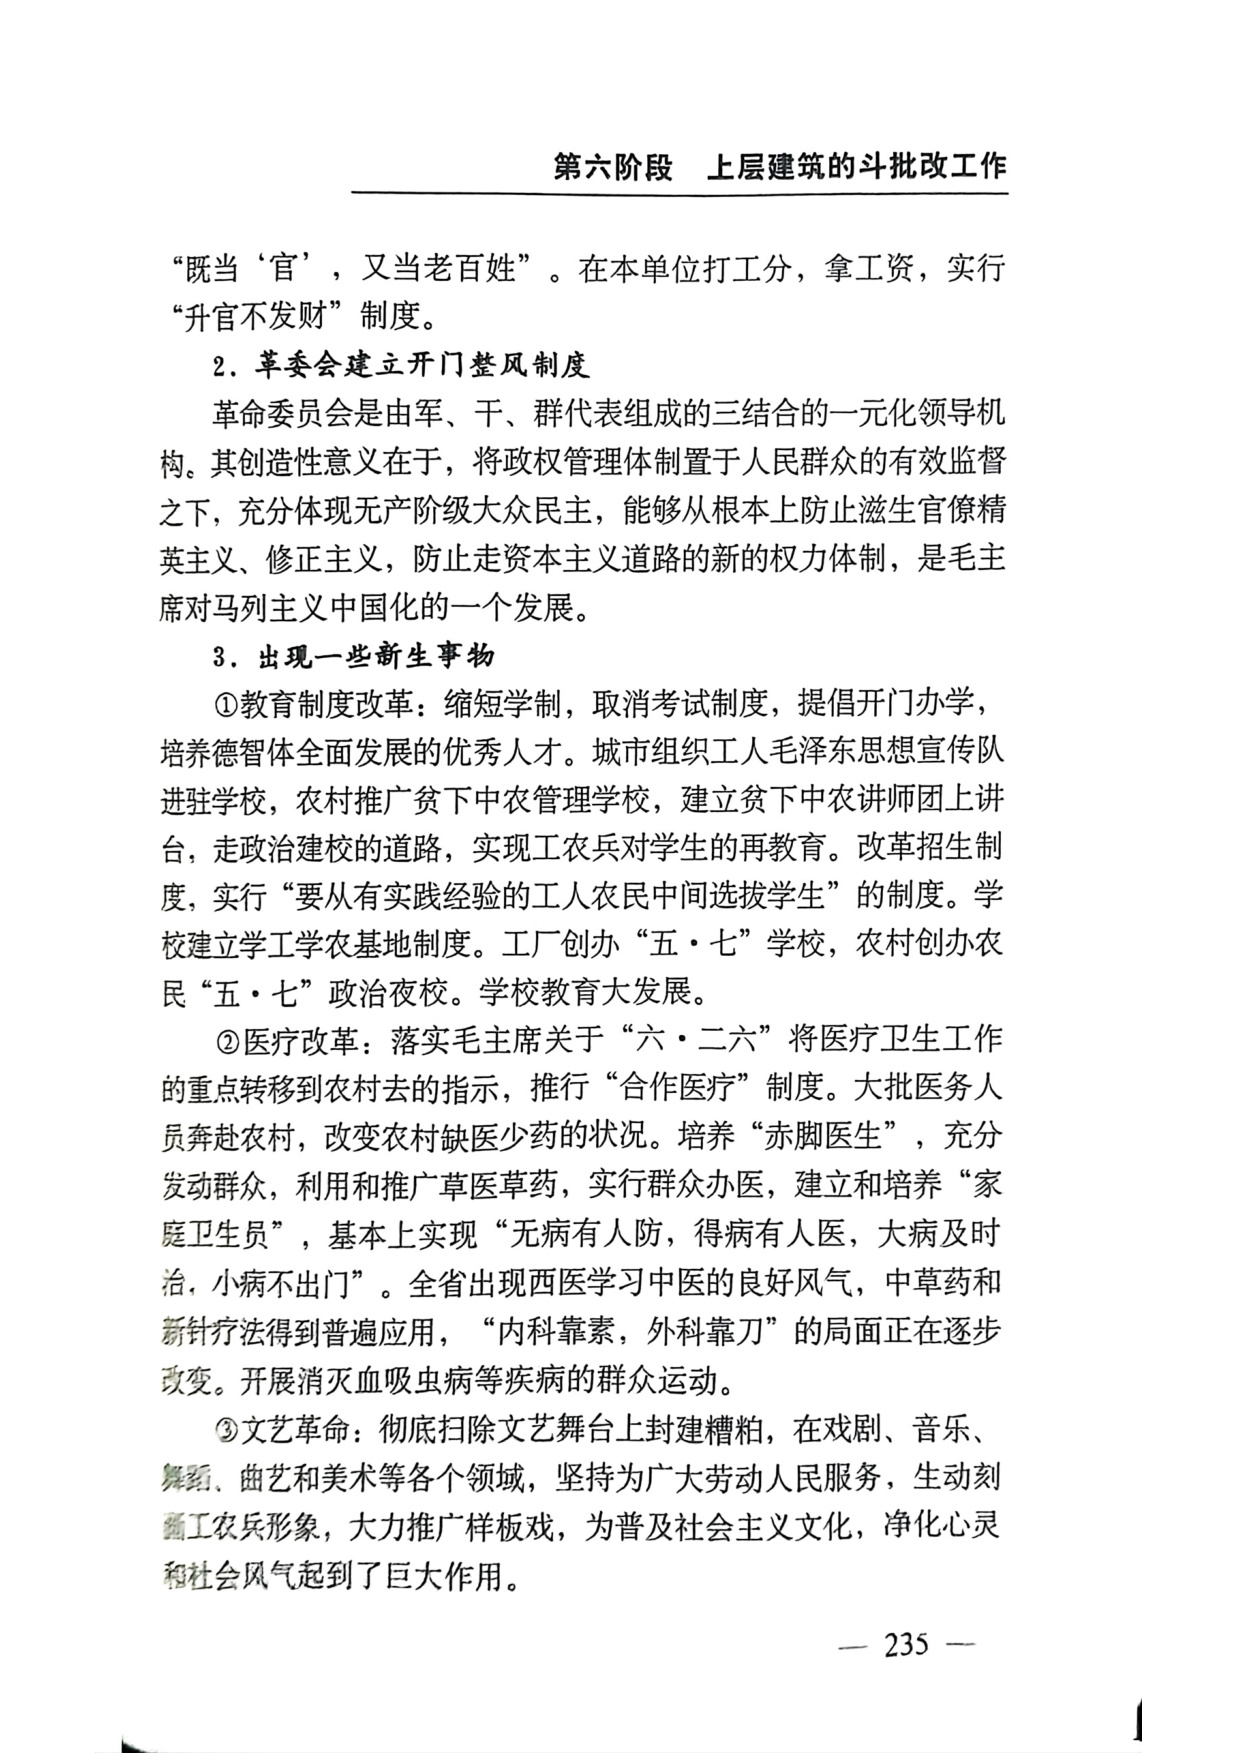 第六阶段　上层建筑的斗批改工作
“既当‘官’，又当老百姓”。在本单位打工分，拿工资，实行
“升官不发财”制度。
2．革委会建立开门整风制度
革命委员会是由军、干、群代表组成的三结合的一元化领导机
构。其创造性意义在于，将政权管理体制置于人民群众的有效监督
之下，充分体现无产阶级大众民主，能够从根本上防止滋生官僚精
英主义、修正主义，防止走资本主义道路的新的权力体制，是毛主
席对马列主义中国化的一个发展。
3．出现一些新生事物
①教育制度改革：缩短学制，取消考试制度，提倡开门办学，
培养德智体全面发展的优秀人才。城市组织工人毛泽东思想宣传队
进驻学校，农村推广贫下中农管理学校，建立贫下中农讲师团上讲
台，走政治建校的道路，实现工农兵对学生的再教育。改革招生制
度，实行“要从有实践经验的工人农民中间选拔学生”的制度。学
校建立学工学农基地制度。工厂创办“五·七”学校，农村创办农
民“五·七”政治夜校。学校教育大发展。
②医疗改革：落实毛主席关于“六·二六”将医疗卫生工作
的重点转移到农村去的指示，推行“合作医疗”制度。大批医务人
员奔赴农村，改变农村缺医少药的状况。培养“赤脚医生”，充分
发动群众，利用和推广草医草药，实行群众办医，建立和培养“家
庭卫生员”，基本上实现“无病有人防，得病有人医，大病及时
治，小病不出门”。全省出现西医学习中医的良好风气，中草药和
新针疗法得到普遍应用，“内科靠素，外科靠刀”的局面正在逐步
改变。开展消灭血吸虫病等疾病的群众运动。
③文艺革命：彻底扫除文艺舞台上封建糟粕，在戏剧、音乐、
舞蹈、曲艺和美术等各个领域，坚持为广大劳动人民服务，生动刻
画工农兵形象，大力推广样板戏，为普及社会主义文化，净化心灵
和社会风气起到了巨大作用。
— 235 —